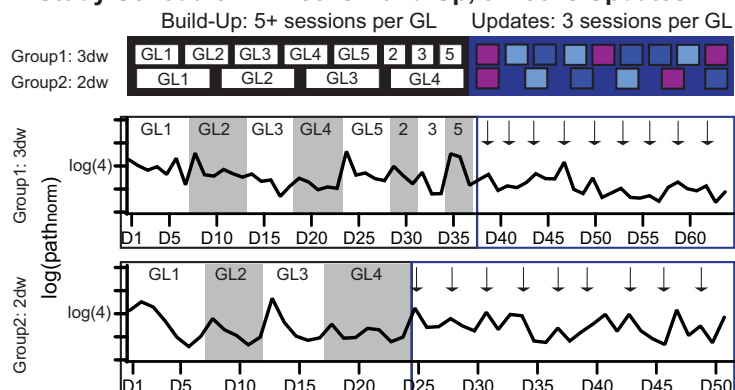 Build-Up: 5+ sessions per GL Updates: 3 sessions per GL
Group1: 3dw GL1 GL2 GL3 GL4 GL5 2 3 5
Group2: 2dw GL1 GL2 GL3 GL4
Group1: 3dw
GL1 GL2 GL3 GL4 GL5 2 3 5
log(4)
D1 D5 D10 D15 D20 D25 D30 D35 D40 D45 D50 D55 D60
log(pathnorm)
Group2: 2dw
GL1 GL2 GL3 GL4
log(4)
D1 D5 D10 D15 D20 D25 D30 D35 D40 D45 D50